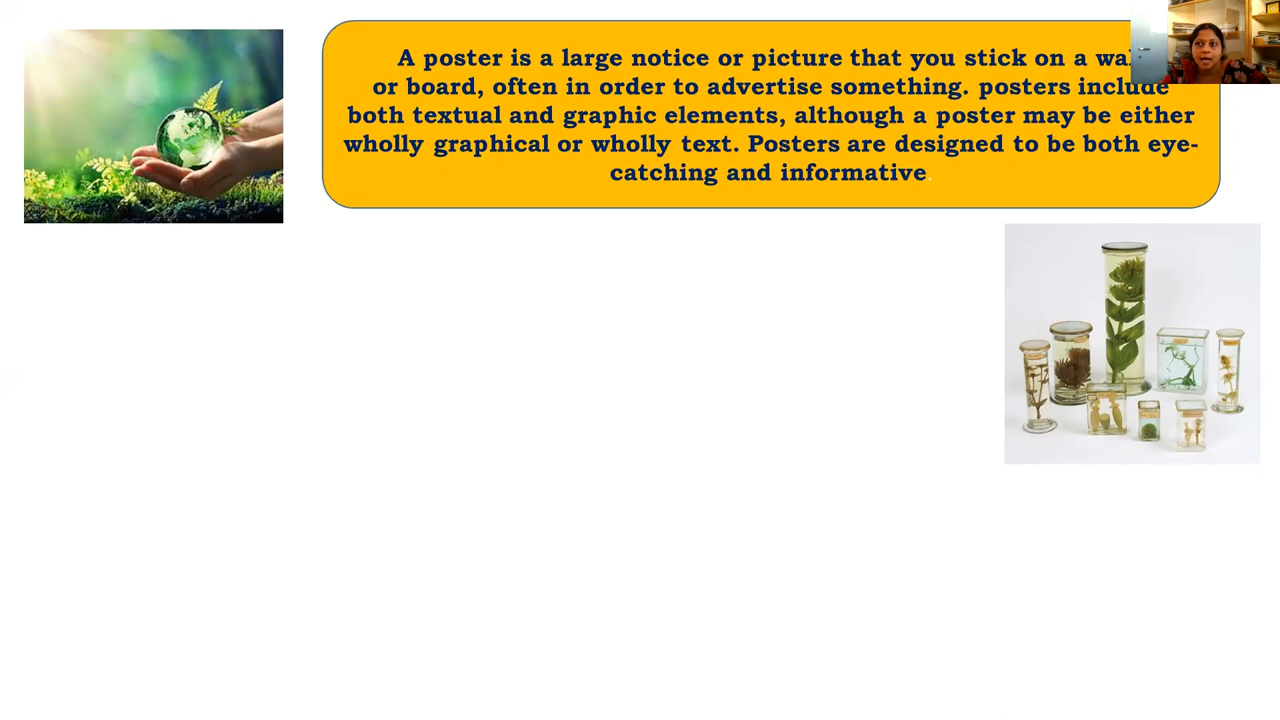 A poster is a large notice or picture that you stick on a
or board, often in order to advertise something. posters include
both textual and graphic elements, although a poster may be either
wholly graphical or wholly text. Posters are designed to be both eye-
catching and informative.